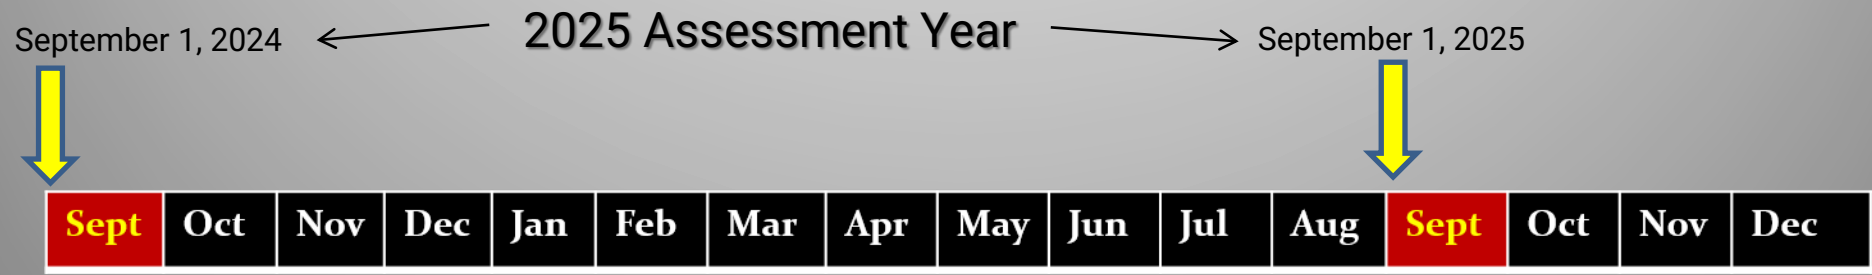 2025 Assessment Year
September 1, 2024 September 1, 2025
Sept Oct Nov Dec Jan Feb Mar Apr May Jun Jul Aug Sept Oct Nov Dec